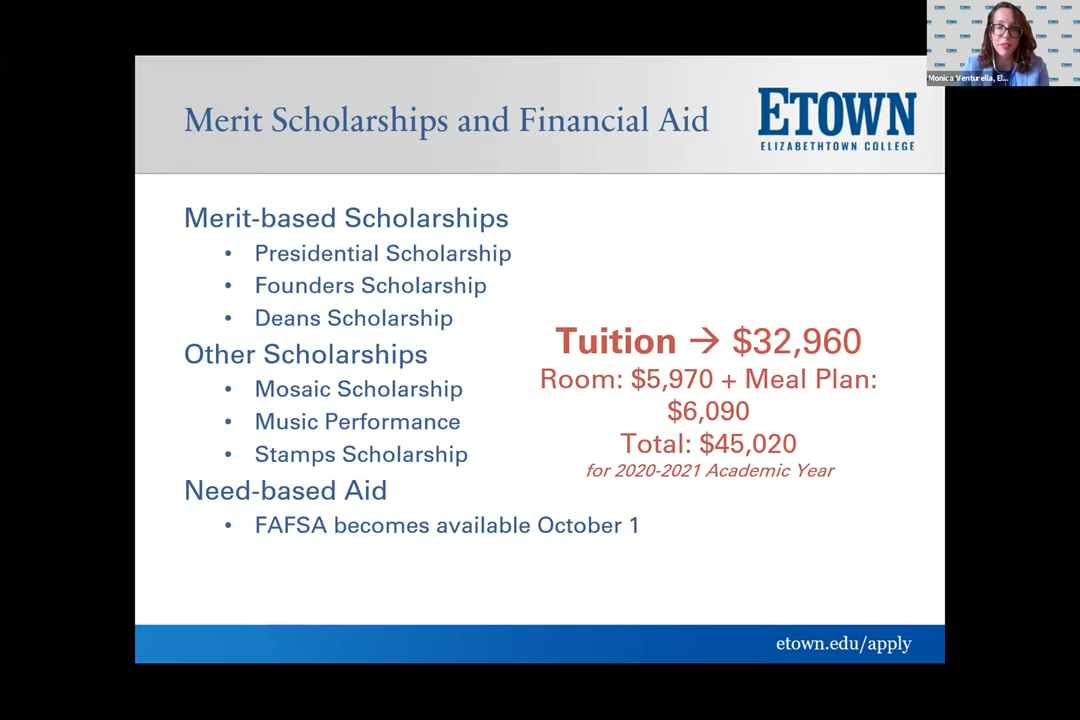 Merit Scholarships and Financial Aid
ETOWN
ELIZABETHTOWN COLLEGE
Monica Venturella, El...
Merit-based Scholarships
• Presidential Scholarship
• Founders Scholarship
• Deans Scholarship
Other Scholarships
• Mosaic Scholarship
• Music Performance
• Stamps Scholarship
Need-based Aid
• FAFSA becomes available October 1
Tuition → $32,960
Room: $5,970 + Meal Plan:
$6,090
Total: $45,020
for 2020-2021 Academic Year
etown.edu/apply